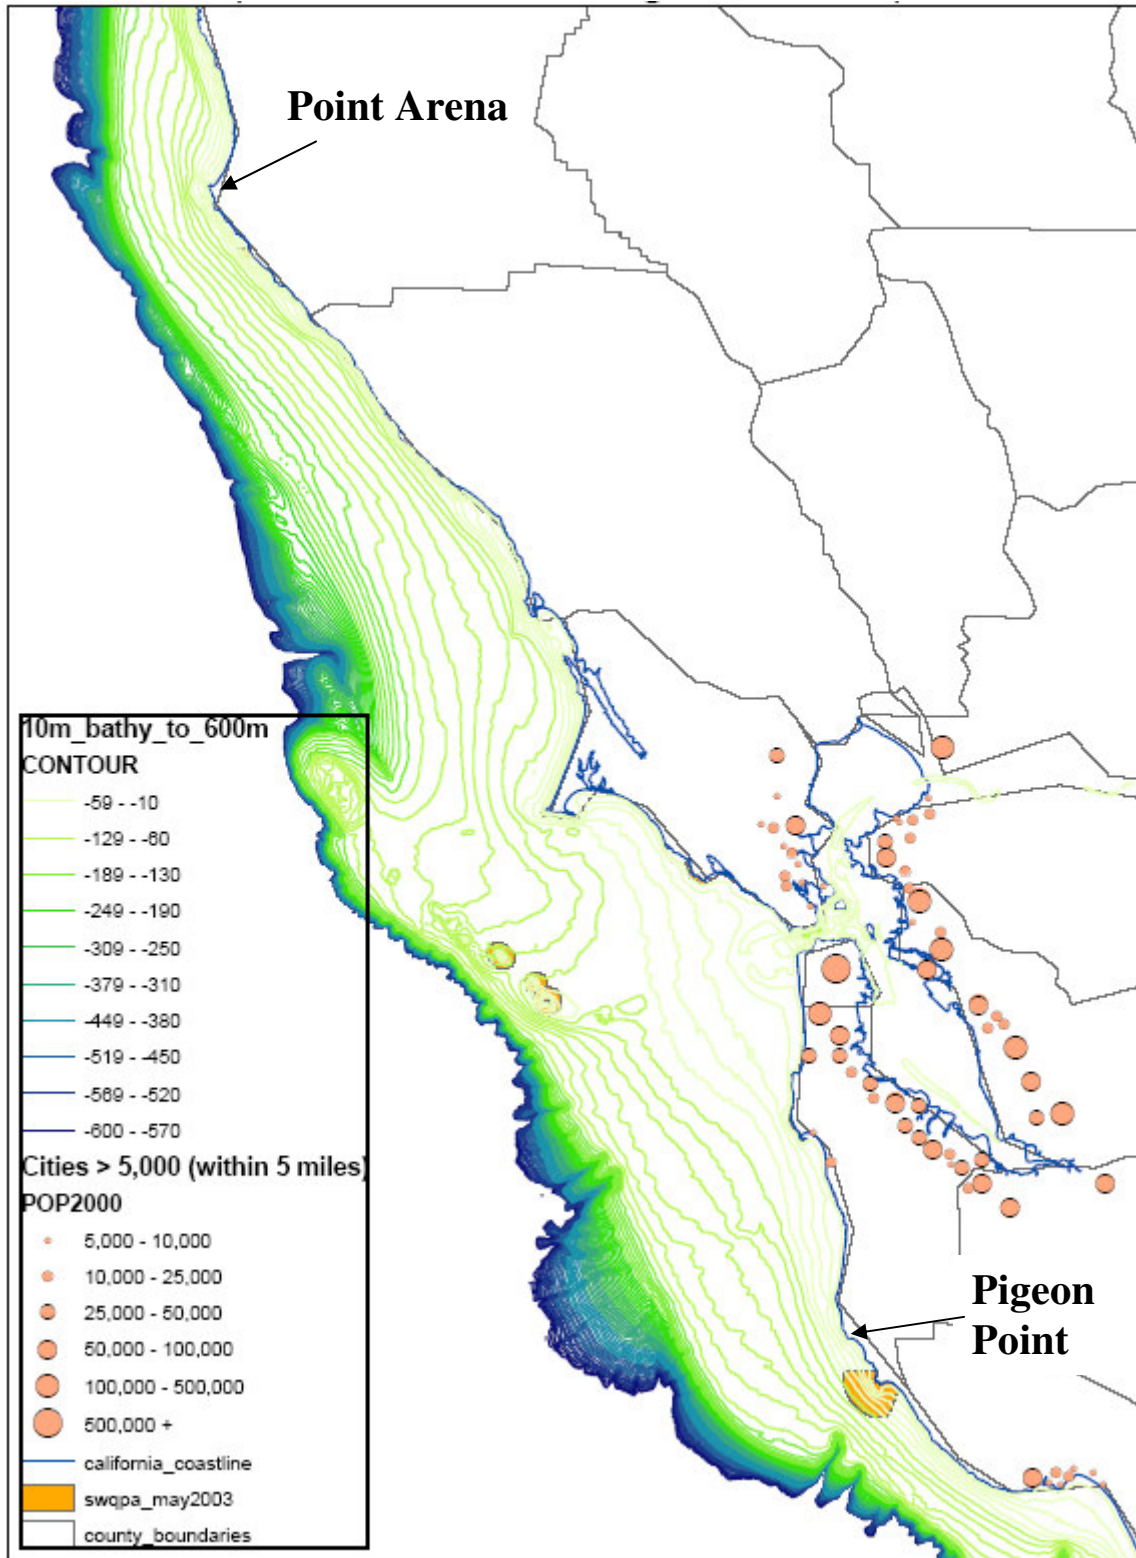 Point Arena
10m_bathy_to_600m
CONTOUR
-59 - -10
-129 - -60
-189 - -130
-249 - -190
-309 - -250
-379 - -310
-449 - -380
-519 - -450
-569 - -520
-600 - -570
Cities > 5,000 (within 5 miles)
POP2000
5,000 - 10,000
10,000 - 25,000
25,000 - 50,000
50,000 - 100,000
100,000 - 500,000
500,000 +
california_coastline
swqpa_may2003
county_boundaries
Pigeon
Point